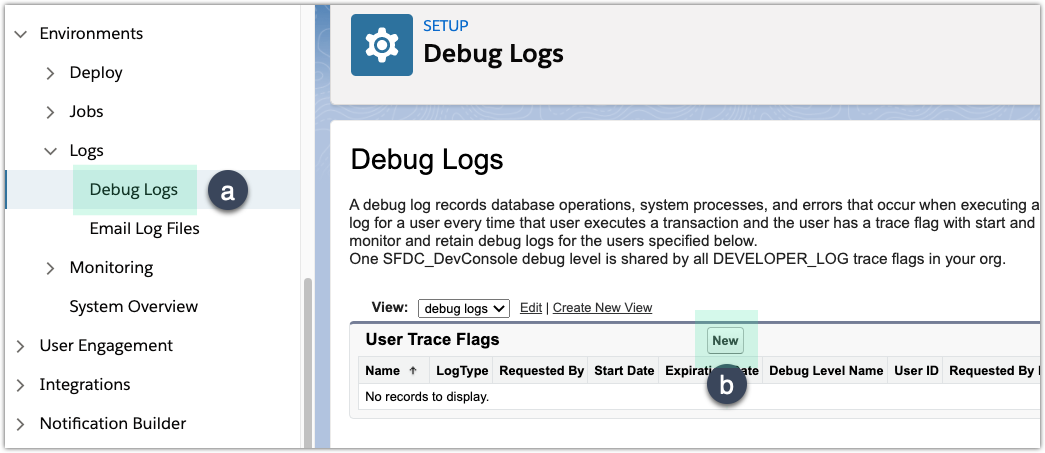 Environments
Deploy
Jobs
Logs
Debug Logs
a
Email Log Files
Monitoring
System Overview
User Engagement
Integrations
Notification Builder
SETUP
Debug Logs
Debug Logs
A debug log records database operations, system processes, and errors that occur when executing a
log for a user every time that user executes a transaction and the user has a trace flag with start and
monitor and retain debug logs for the users specified below.
One SFDC_DevConsole debug level is shared by all DEVELOPER_LOG trace flags in your org.
View: debug logs Edit | Create New View
User Trace Flags New
Name LogType Requested By Start Date Expiration Date Debug Level Name User ID Requested By
b
No records to display.